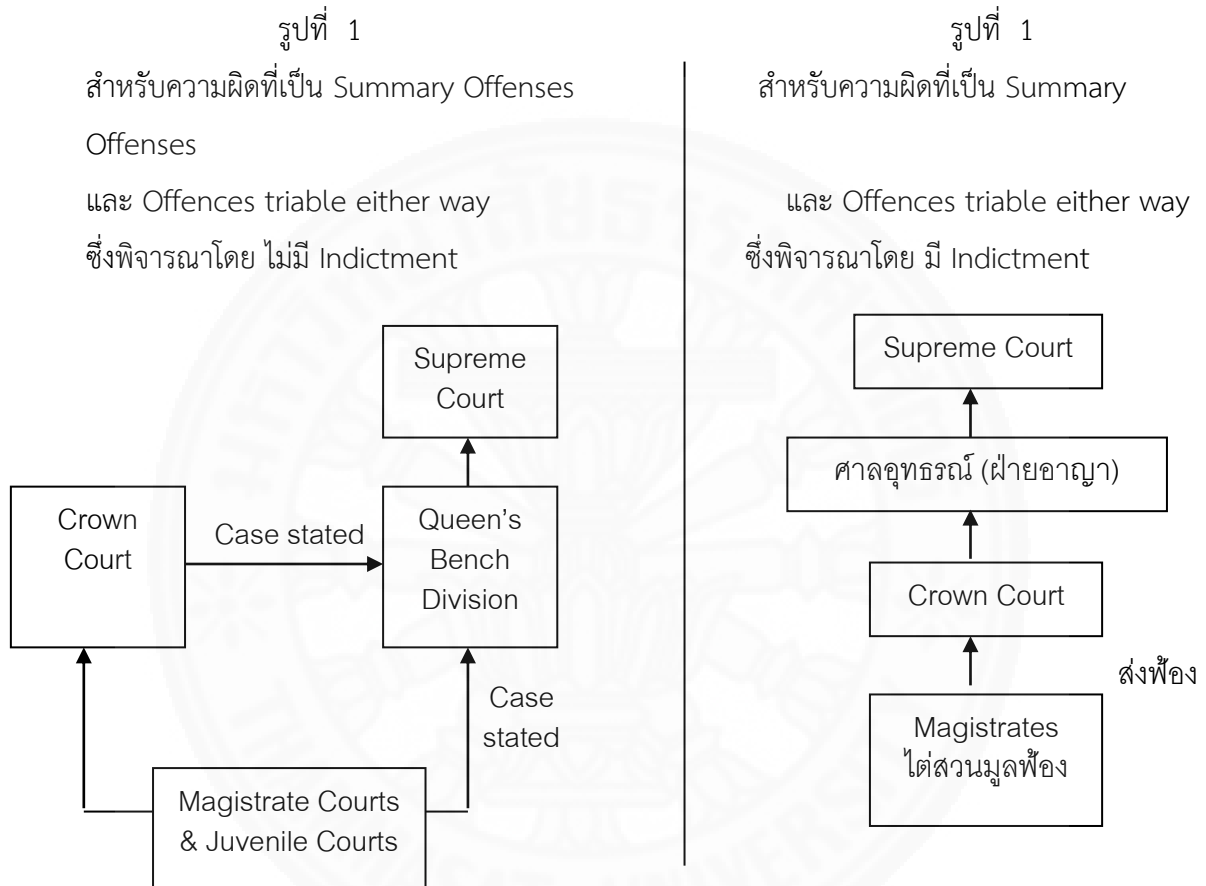 รูปที่ 1
สำหรับความผิดที่เป็น Summary Offenses
Offenses
และ Offences triable either way
ซึ่งพิจารณาโดย ไม่มี Indictment
Supreme
Court
Crown
Court
Case stated
Queen's
Bench
Division
Case
stated
Magistrate Courts
& Juvenile Courts
รูปที่ 1
สำหรับความผิดที่เป็น Summary
และ Offences triable either way
ซึ่งพิจารณาโดย มี Indictment
Supreme Court
ศาลอุทธรณ์ (ฝ่ายอาญา)
Crown Court
ส่งฟ้อง
Magistrates
ไต่สวนมูลฟ้อง